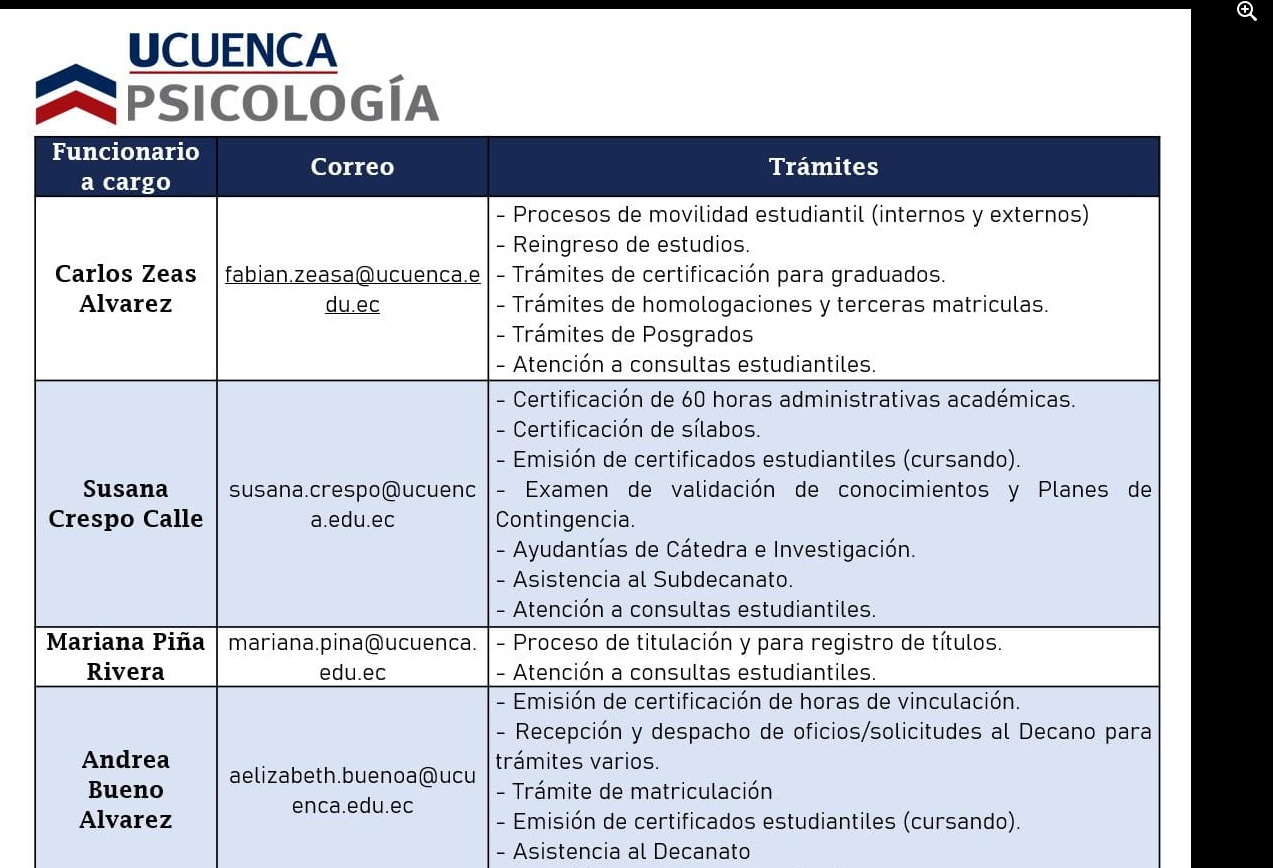 UCUENCA
PSICOLOGÍA
Funcionario
a cargo
Correo
Trámites
Carlos Zeas
Alvarez
fabian.zeasa@ucuenca.e
du.ec
- Procesos de movilidad estudiantil (internos y externos)
- Reingreso de estudios.
- Trámites de certificación para graduados.
- Trámites de homologaciones y terceras matriculas.
- Trámites de Posgrados
- Atención a consultas estudiantiles.
Susana
Crespo Calle
susana.crespo@ucuenc
a.edu.ec
- Certificación de 60 horas administrativas académicas.
- Certificación de sílabos.
- Emisión de certificados estudiantiles (cursando).
- Examen de validación de conocimientos y Planes de
Contingencia.
- Ayudantías de Cátedra e Investigación.
- Asistencia al Subdecanato.
- Atención a consultas estudiantiles.
Mariana Piña
Rivera
mariana.pina@ucuenca.
edu.ec
- Proceso de titulación y para registro de títulos.
- Atención a consultas estudiantiles.
Andrea
Bueno
Alvarez
aelizabeth.buenoa@ucu
enca.edu.ec
- Emisión de certificación de horas de vinculación.
- Recepción y despacho de oficios/solicitudes al Decano para
trámites varios.
- Trámite de matriculación
- Emisión de certificados estudiantiles (cursando).
- Asistencia al Decanato